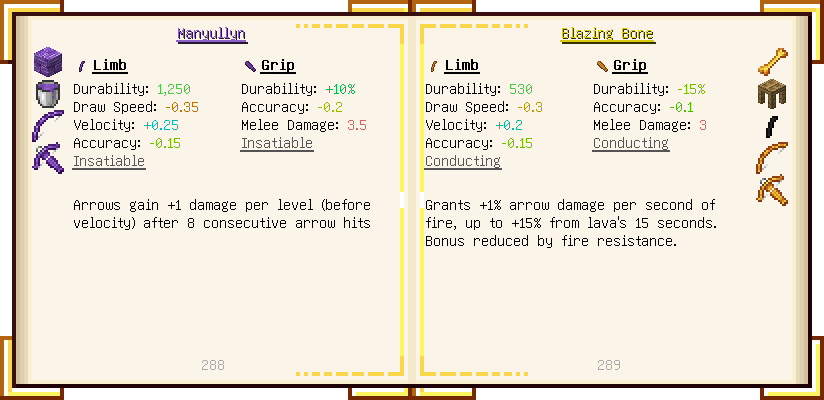 Manyullyn
Limb
Durability: 1,250
Draw Speed: -0.35
Velocity: +0.25
Accuracy: -0.15
Insatiable
Grip
Durability: +10%
Accuracy: -0.2
Melee Damage: 3.5
Insatiable
Arrows gain +1 damage per level (before
velocity) after 8 consecutive arrow hits
288
Blazing Bone
Limb
Durability: 530
Draw Speed: -0.3
Velocity: +0.2
Accuracy: -0.15
Conducting
Grip
Durability: -15%
Accuracy: -0.1
Melee Damage: 3
Conducting
Grants +1% arrow damage per second of
fire, up to +15% from lava's 15 seconds.
Bonus reduced by fire resistance.
289